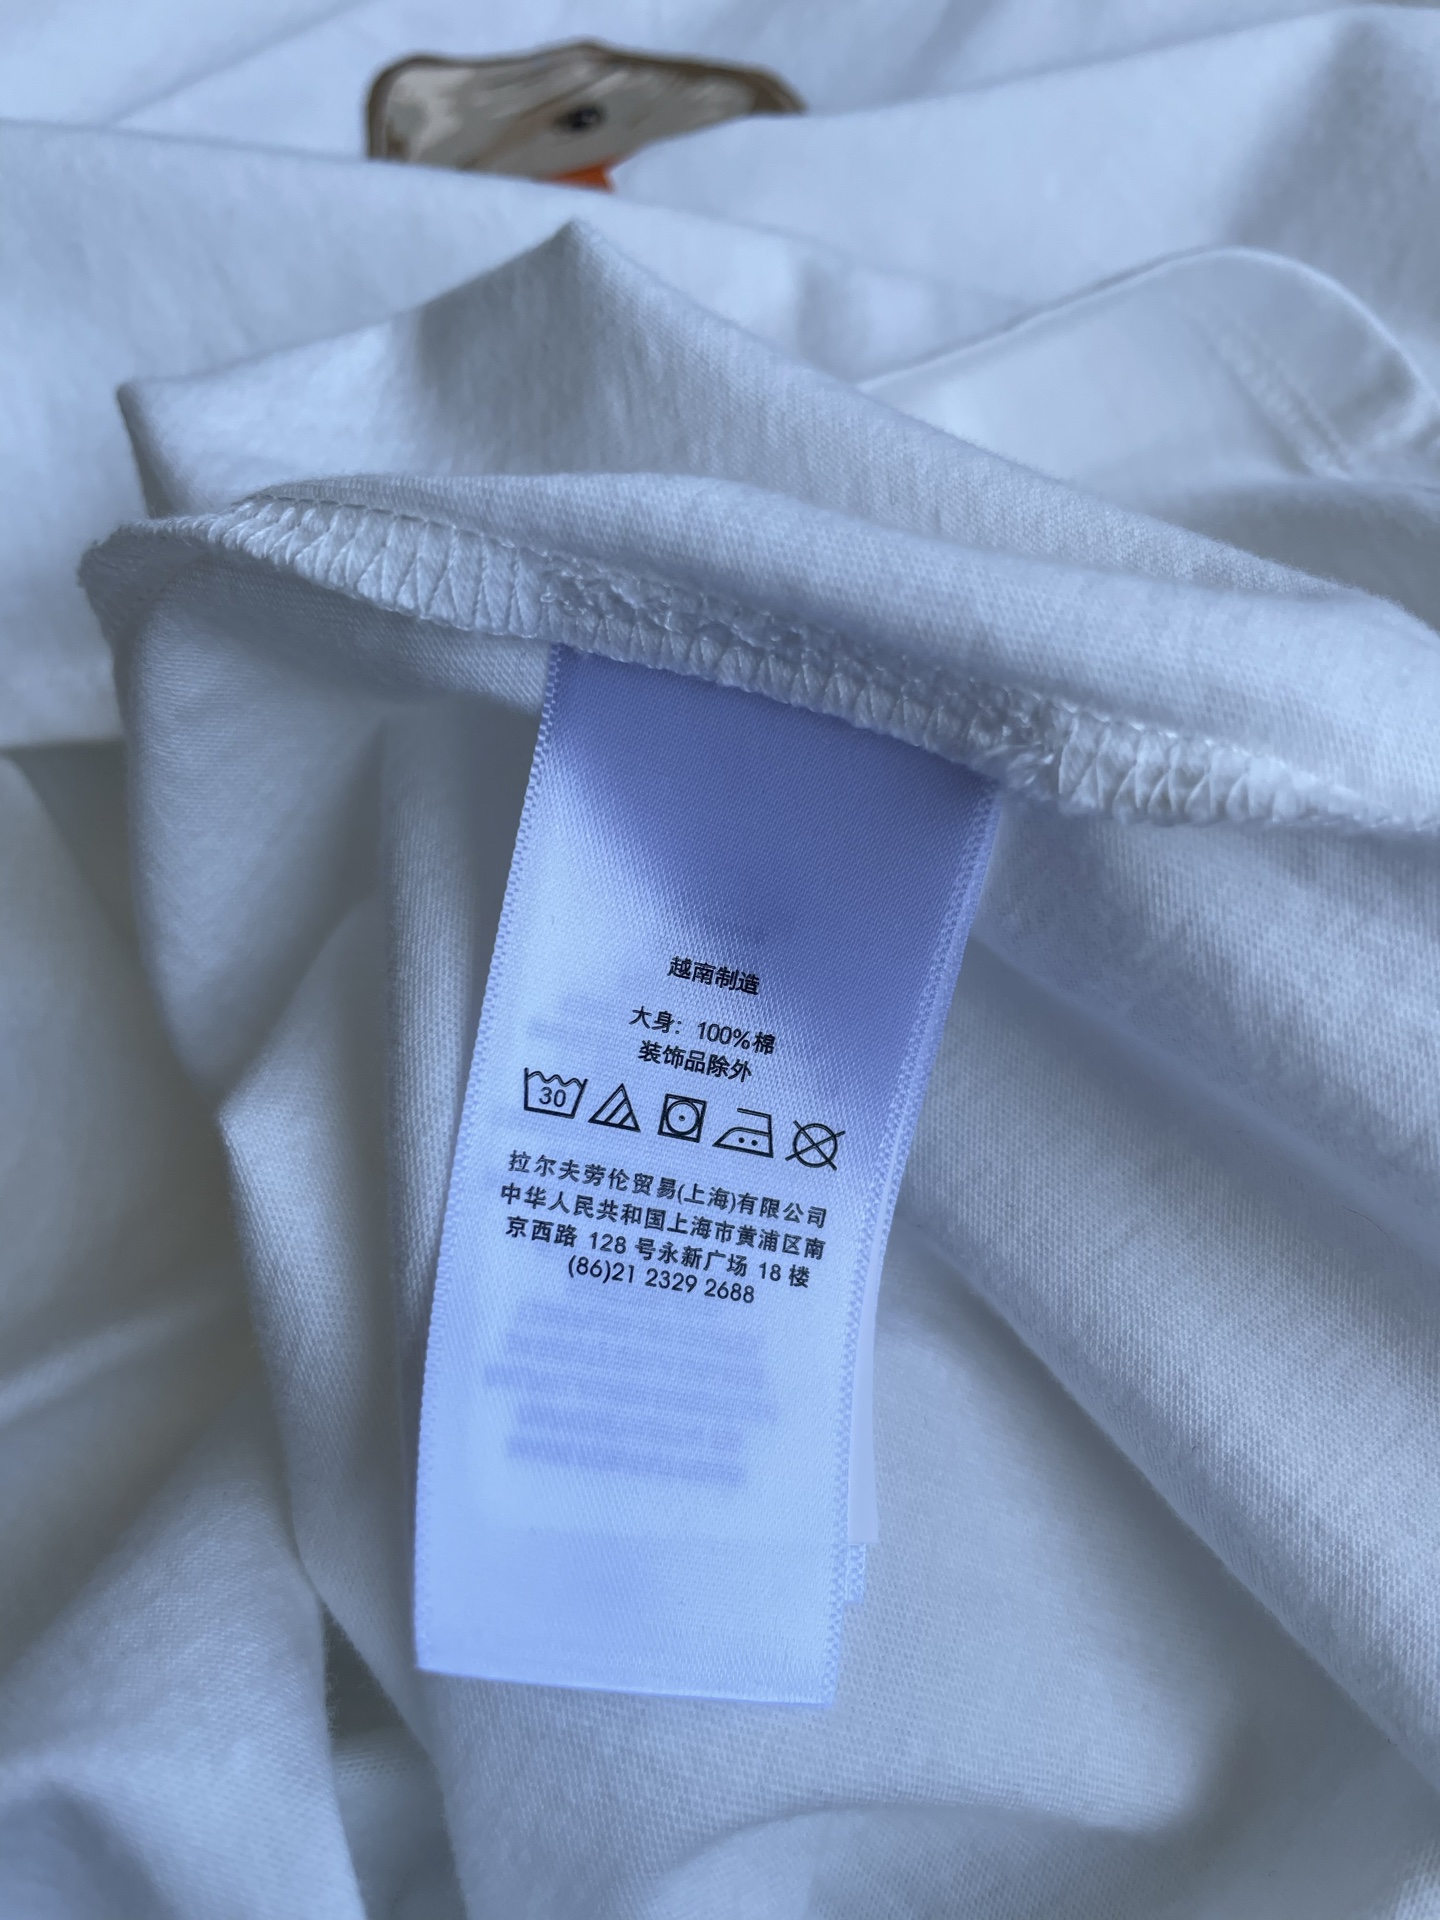 越南制造
大身：100%棉
装饰品除外
30
拉尔夫劳伦贸易(上海)有限公司
中华人民共和国上海市黄浦区南
京西路 128 号永新广场 18 楼
(86)21 2329 2688